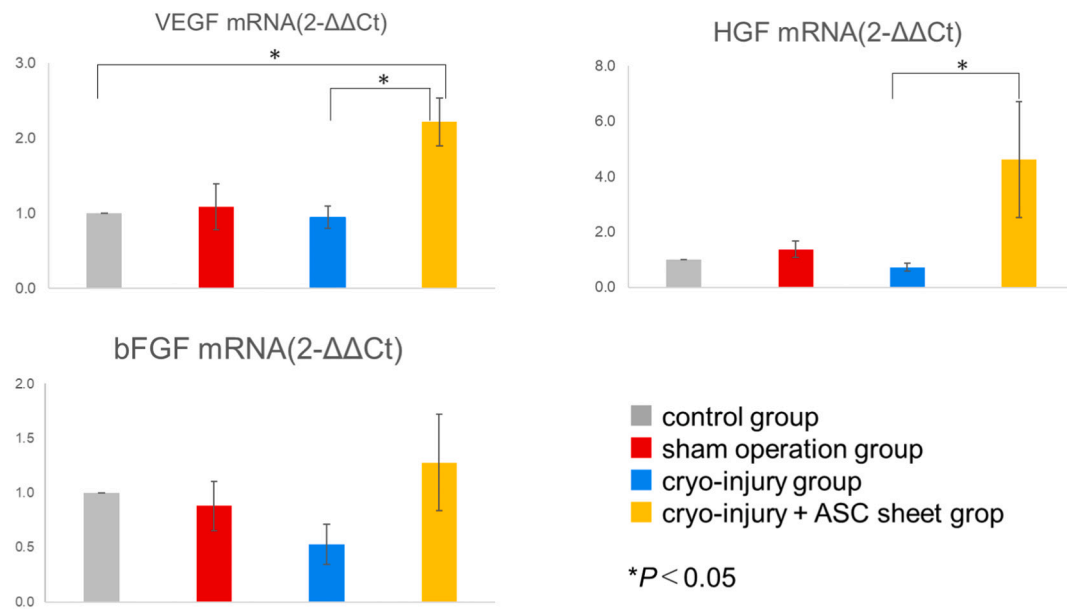 VEGF mRNA(2-ΔΔCt)
3.0
2.0
1.0
0.0
*
*
HGF mRNA(2-ΔΔCt)
8.0
6.0
4.0
2.0
0.0
*
bFGF mRNA(2-ΔΔCt)
2.0
1.5
1.0
0.5
0.0
control group
sham operation group
cryo-injury group
cryo-injury + ASC sheet grop
*P<0.05